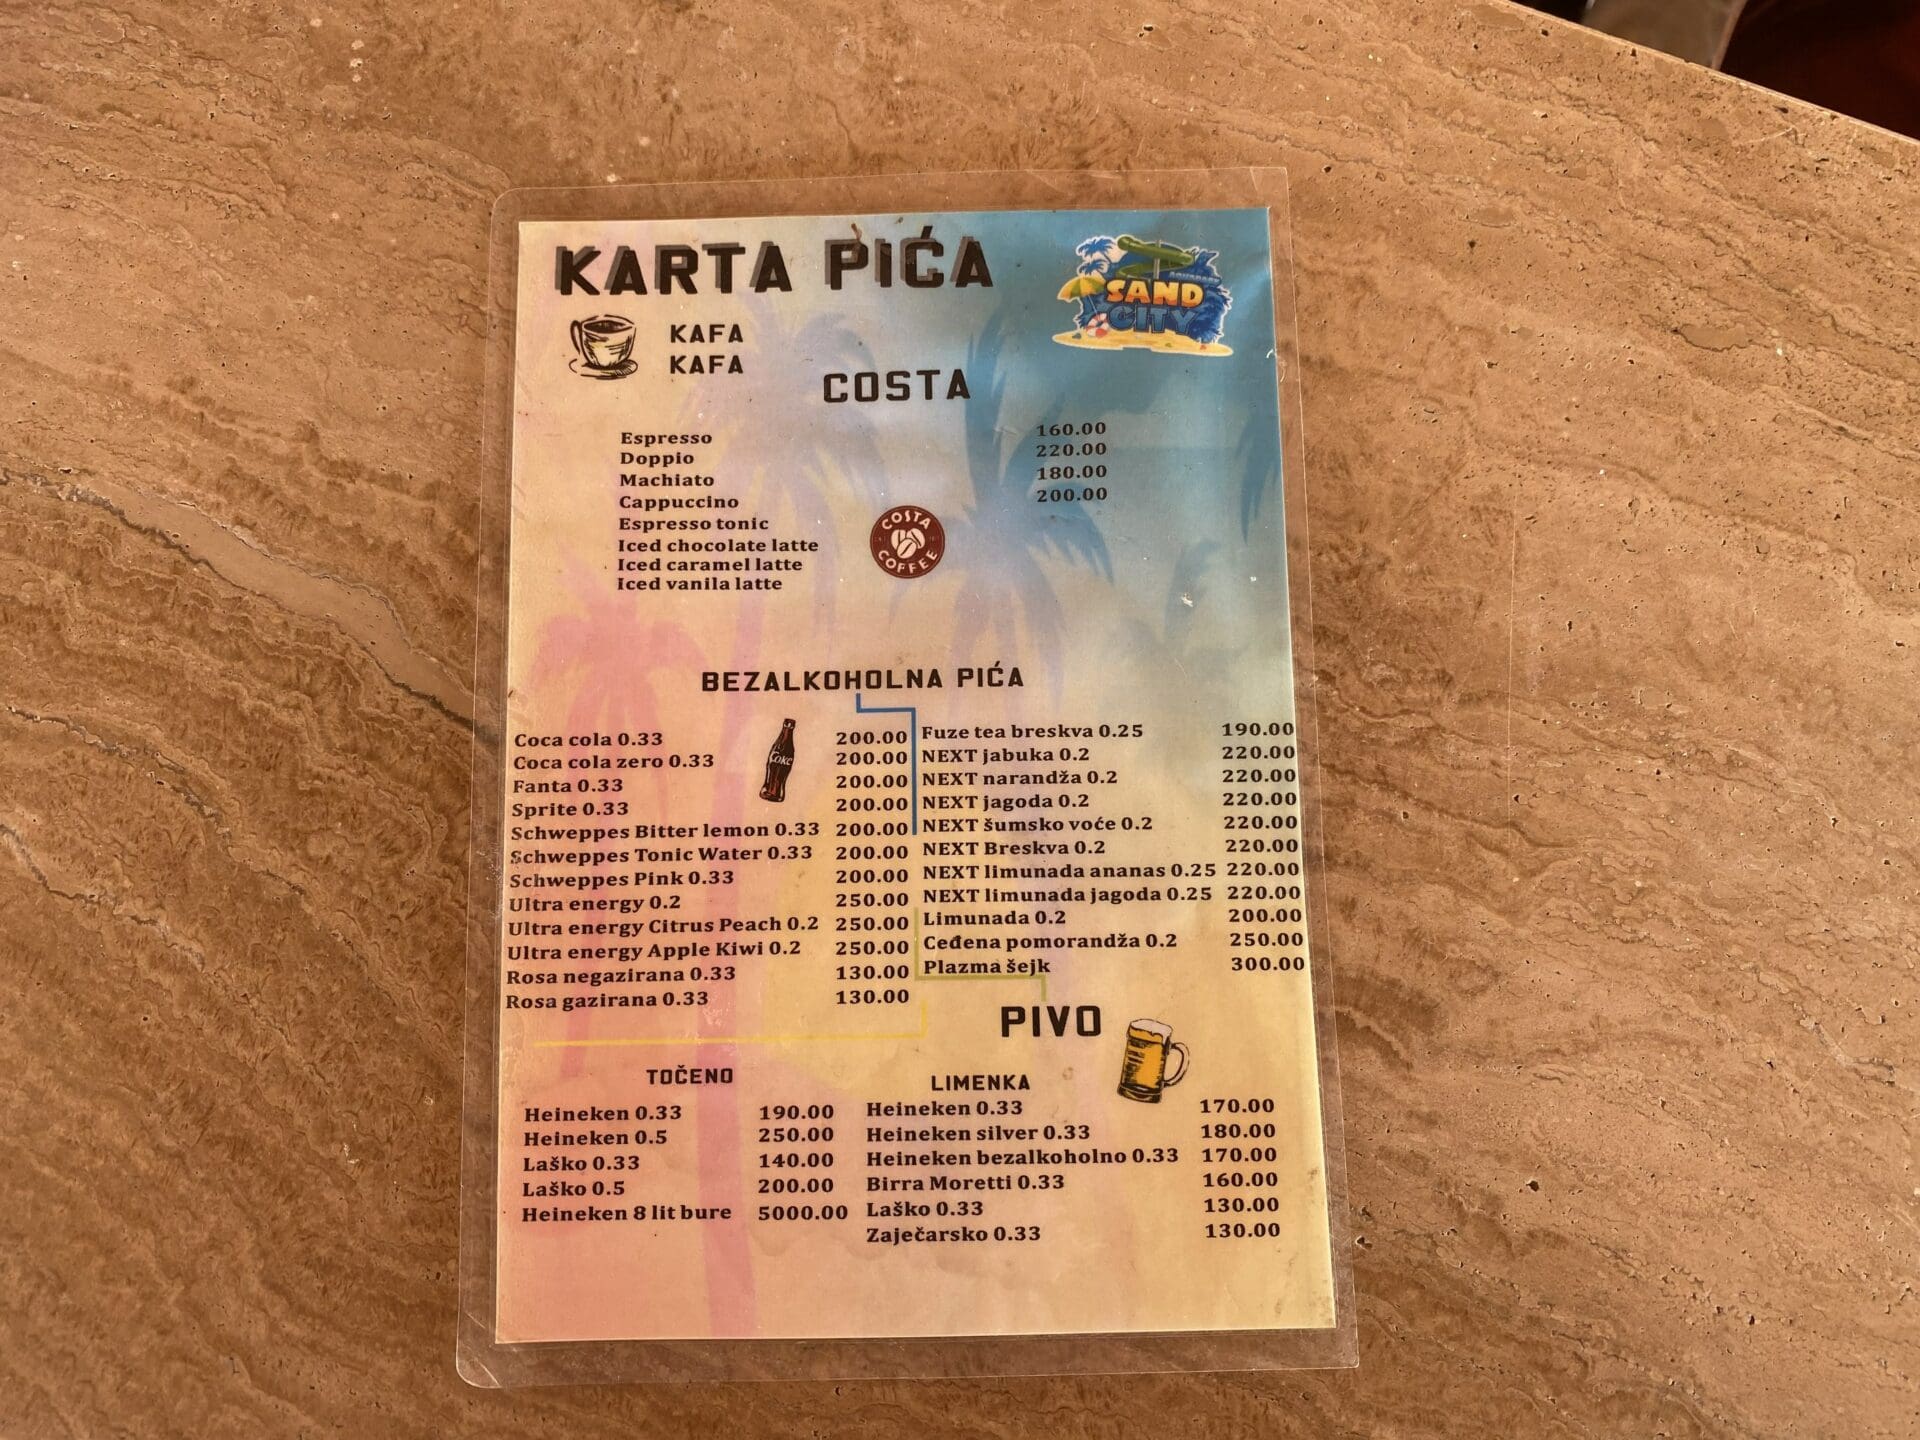 KARTA PIĆA
SAND
CITY
KAFA
KAFA
COSTA
Espresso 160.00
Doppio 220.00
Machiato 180.00
Cappuccino 200.00
Espresso tonic
Iced chocolate latte
Iced caramel latte
Iced vanila latte
COSTA
COFFEE
BEZALKOHOLNA PIĆA
Coca cola 0.33 200.00
Coca cola zero 0.33 200.00
Fanta 0.33 200.00
Sprite 0.33 200.00
Schweppes Bitter lemon 0.33 200.00
Schweppes Tonic Water 0.33 200.00
Schweppes Pink 0.33 200.00
Ultra energy 0.2 250.00
Ultra energy Citrus Peach 0.2 250.00
Ultra energy Apple Kiwi 0.2 250.00
Rosa negazirana 0.33 130.00
Rosa gazirana 0.33 130.00
Coke
Fuze tea breskva 0.25 190.00
NEXT jabuka 0.2 220.00
NEXT narandža 0.2 220.00
NEXT jagoda 0.2 220.00
NEXT šumsko voće 0.2 220.00
NEXT Breskva 0.2 220.00
NEXT limunada ananas 0.25 220.00
NEXT limunada jagoda 0.25 220.00
Limunada 0.2 200.00
Ceđena pomorandža 0.2 250.00
Plazma šejk 300.00
PIVO
TOČENO
Heineken 0.33 190.00
Heineken 0.5 250.00
Laško 0.33 140.00
Laško 0.5 200.00
Heineken 8 lit bure 5000.00
LIMENKA
Heineken 0.33 170.00
Heineken silver 0.33 180.00
Heineken bezalkoholno 0.33 170.00
Birra Moretti 0.33 160.00
Laško 0.33 130.00
Zaječarsko 0.33 130.00